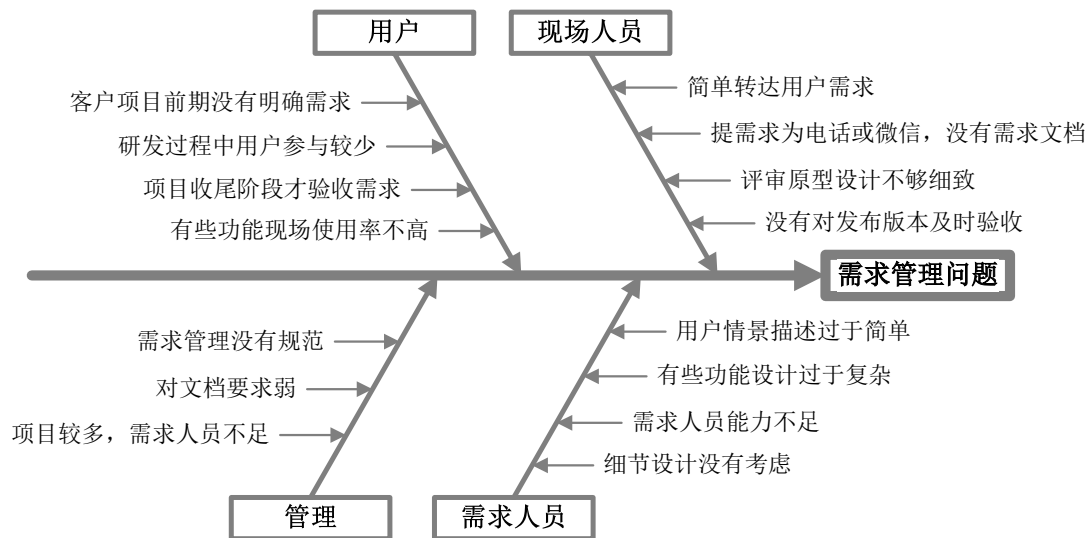 用户
现场人员
客户项目前期没有明确需求
研发过程中用户参与较少
项目收尾阶段才验收需求
有些功能现场使用率不高
简单转达用户需求
提需求为电话或微信，没有需求文档
评审原型设计不够细致
没有对发布版本及时验收
需求管理问题
需求管理没有规范
对文档要求弱
项目较多，需求人员不足
用户情景描述过于简单
有些功能设计过于复杂
需求人员能力不足
细节设计没有考虑
管理
需求人员